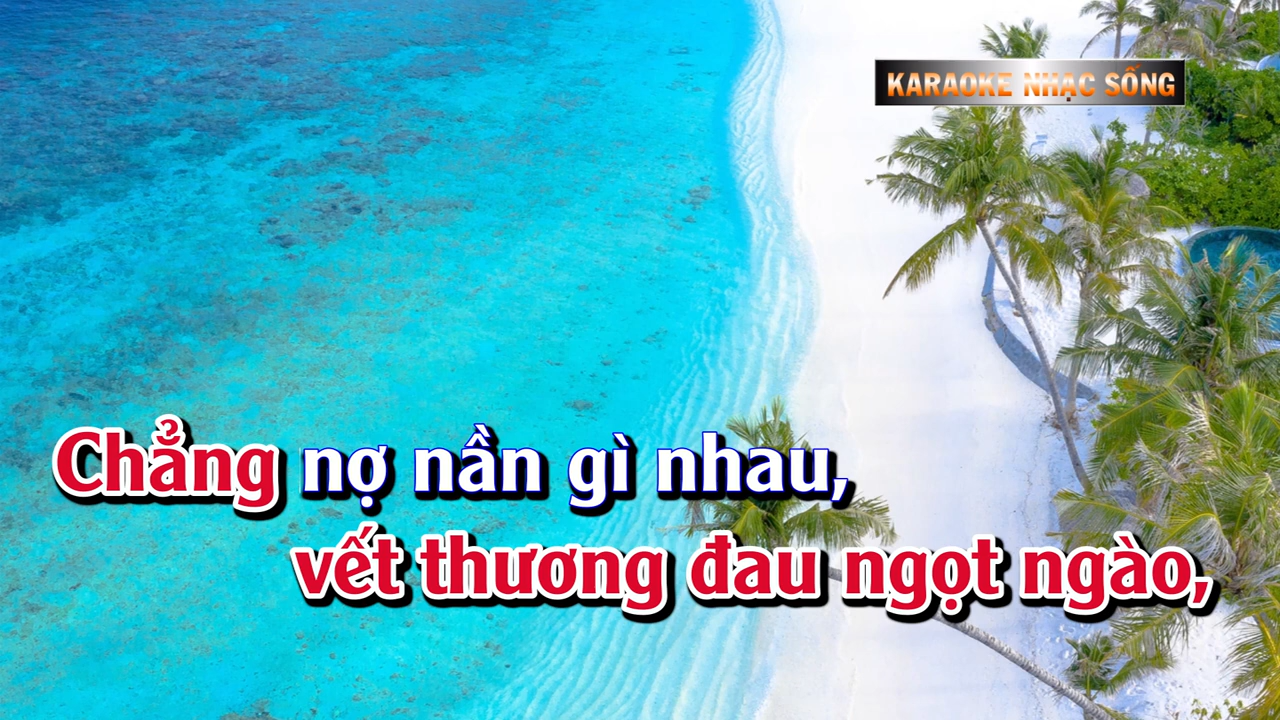 KARAOKE NHẠC SỐNG
Chẳng nợ nần gì nhau,
vết thương đau ngọt ngào,